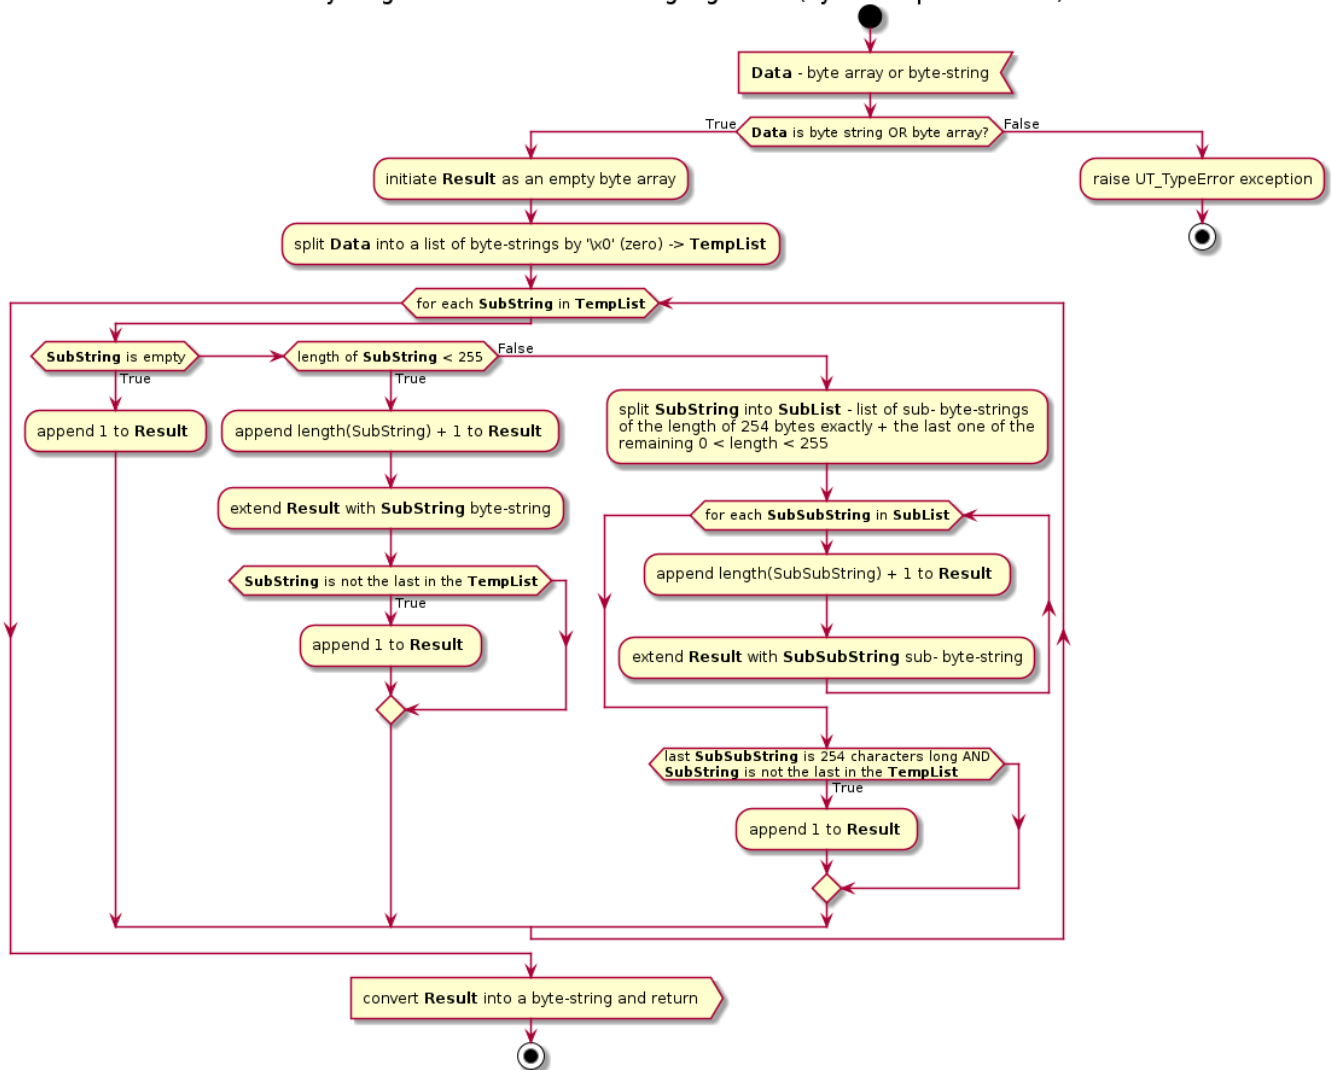 Data - byte array or byte-string
True
Data is byte string OR byte array?
False
initiate Result as an empty byte array
raise UT_TypeError exception
split Data into a list of byte-strings by '\x0' (zero) -> TempList
for each SubString in TempList
SubString is empty
length of SubString < 255
False
True
True
append 1 to Result
append length(SubString) + 1 to Result
split SubString into SubList - list of sub- byte-strings
of the length of 254 bytes exactly + the last one of the
remaining 0 < length < 255
extend Result with SubString byte-string
for each SubSubString in SubList
SubString is not the last in the TempList
append length(SubSubString) + 1 to Result
True
append 1 to Result
extend Result with SubSubString sub- byte-string
last SubSubString is 254 characters long AND
SubString is not the last in the TempList
True
append 1 to Result
convert Result into a byte-string and return